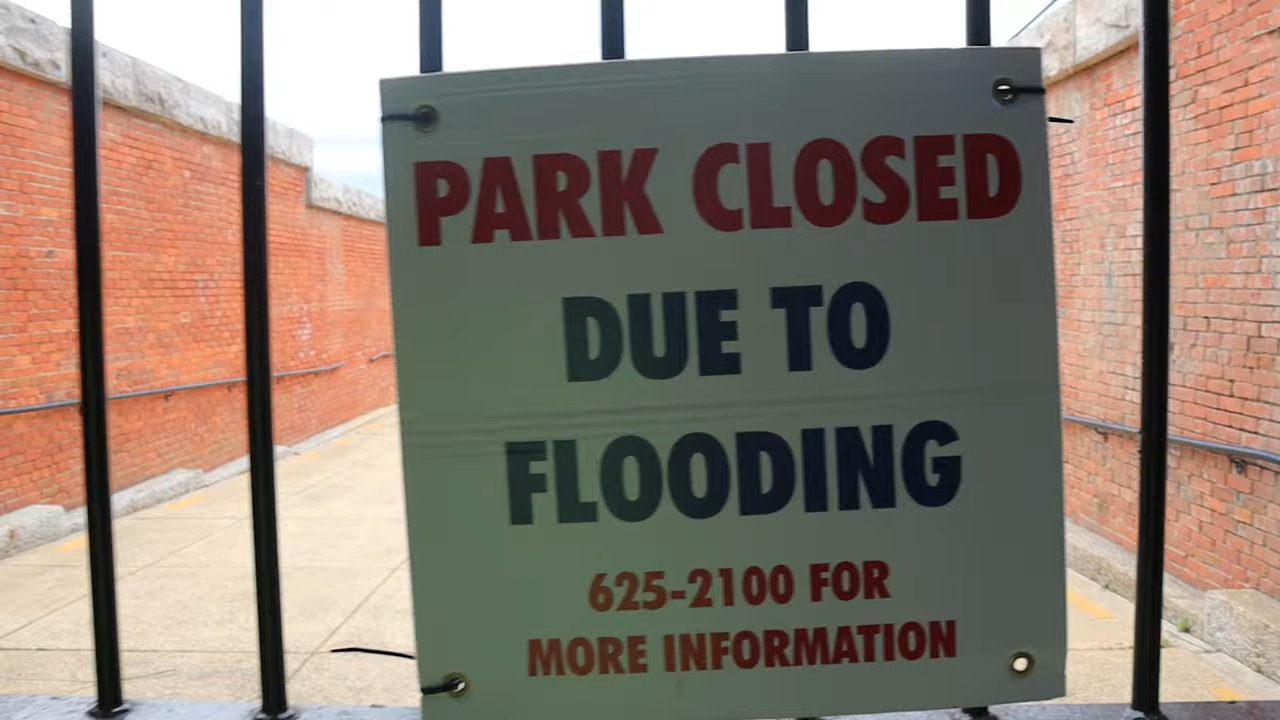 PARK CLOSED
DUE TO
FLOODING
625-2100 FOR
MORE INFORMATION